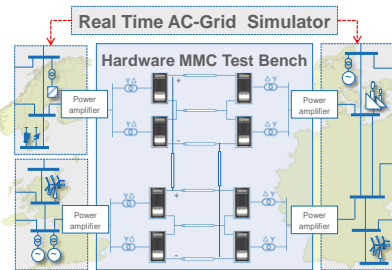 Real Time AC-Grid Simulator
Hardware MMC Test Bench
Power
amplifier
Power
amplifier
Power
amplifier
Power
amplifier
+
-
+
-